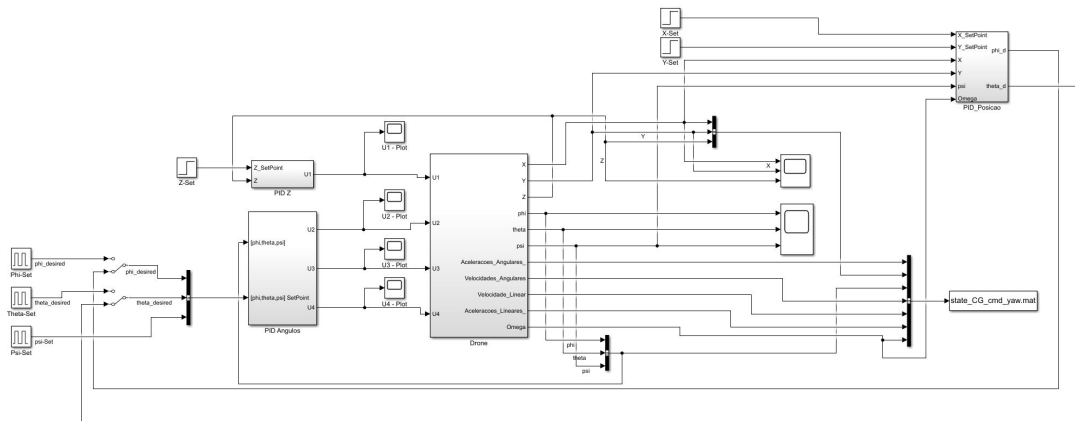 X-Set
Y-Set
X_SetPoint
Y_SetPoint
X
Y
psi
Omega
phi_d
theta_d
PID_Posicao
U1 - Plot
Z-Set
Z_SetPoint
Z
U1
PID Z
U2 - Plot
U3 - Plot
U4 - Plot
[phi,theta,psi]
[phi,theta,psi] SetPoint
U2
U3
U4
PID Angulos
U1
U2
U3
U4
X
Y
Z
phi
theta
psi
Aceleracoes_Angulares_
Velocidades_Angulares
Velocidade_Linear
Aceleracoes_Lineares_
Omega
Drone
Y
Z
X
phi
theta
psi
state_CG_cmd_yaw.mat
Phi-Set
phi_desired
phi_desired
Theta-Set
theta_desired
theta_desired
Psi-Set
psi-Set